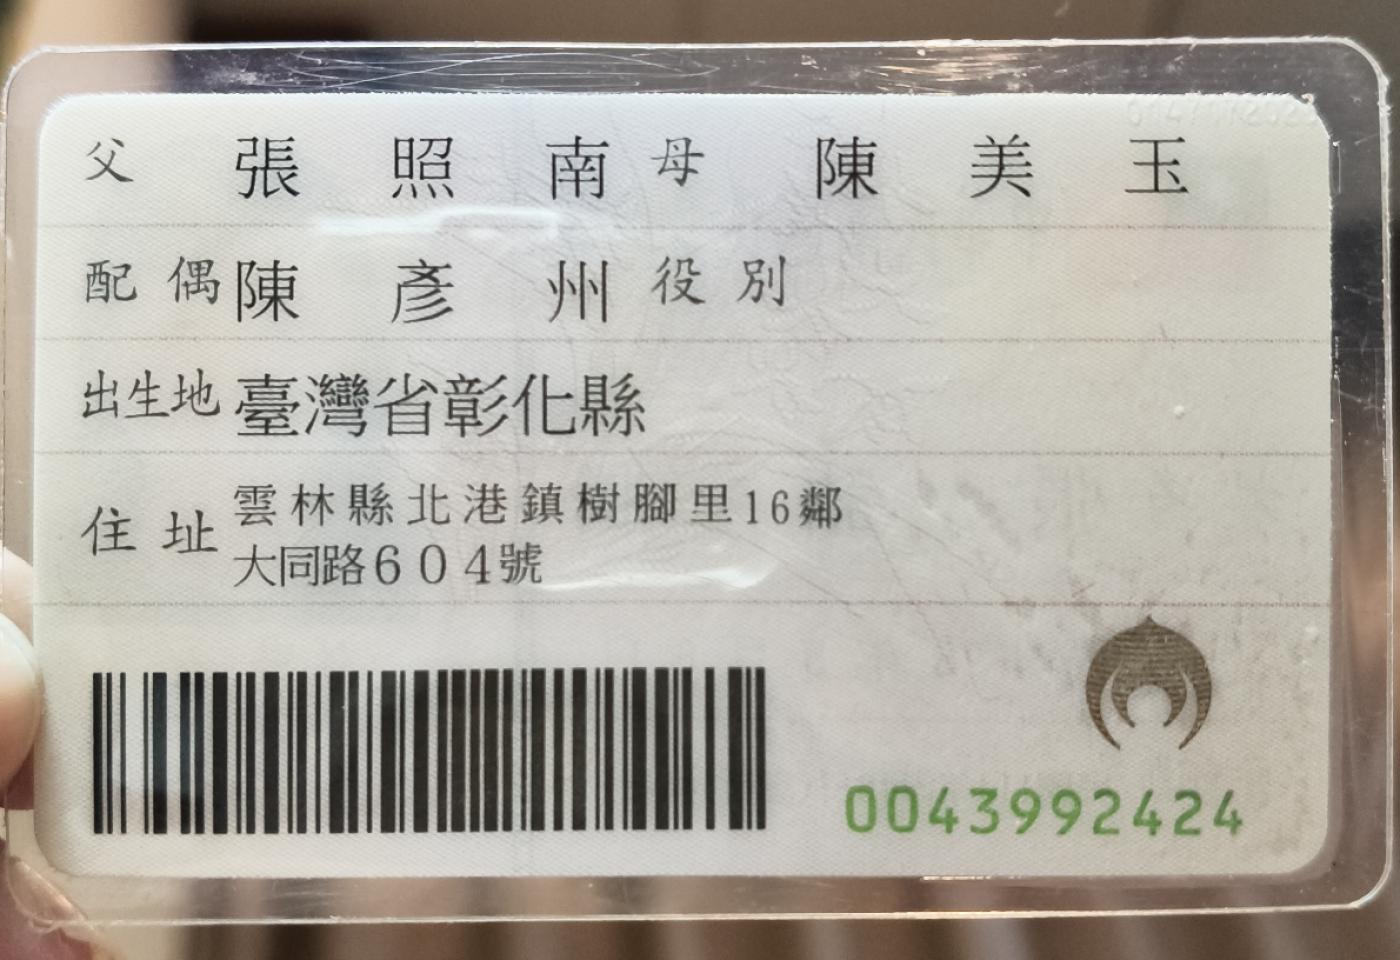 父 張照南 母 陳美玉
配偶 陳彥州 役別
出生地 臺灣省彰化縣
住址 雲林縣北港鎮樹腳里16鄰
大同路604號
0043992424